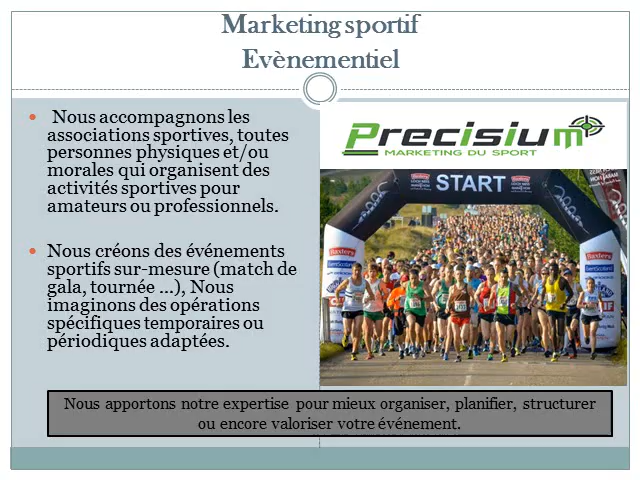 Marketing sportif
Evènementiel
Nous accompagnons les
associations sportives, toutes
personnes physiques et/ou
morales qui organisent des
activités sportives pour
amateurs ou professionnels.
Nous créons des événements
sportifs sur-mesure (match de
gala, tournée ...), Nous
imaginons des opérations
spécifiques temporaires ou
périodiques adaptées.
Precisium
MARKETING DU SPORT
START
Baxters
Baxters
Nous apportons notre expertise pour mieux organiser, planifier, structurer
ou encore valoriser votre événement.